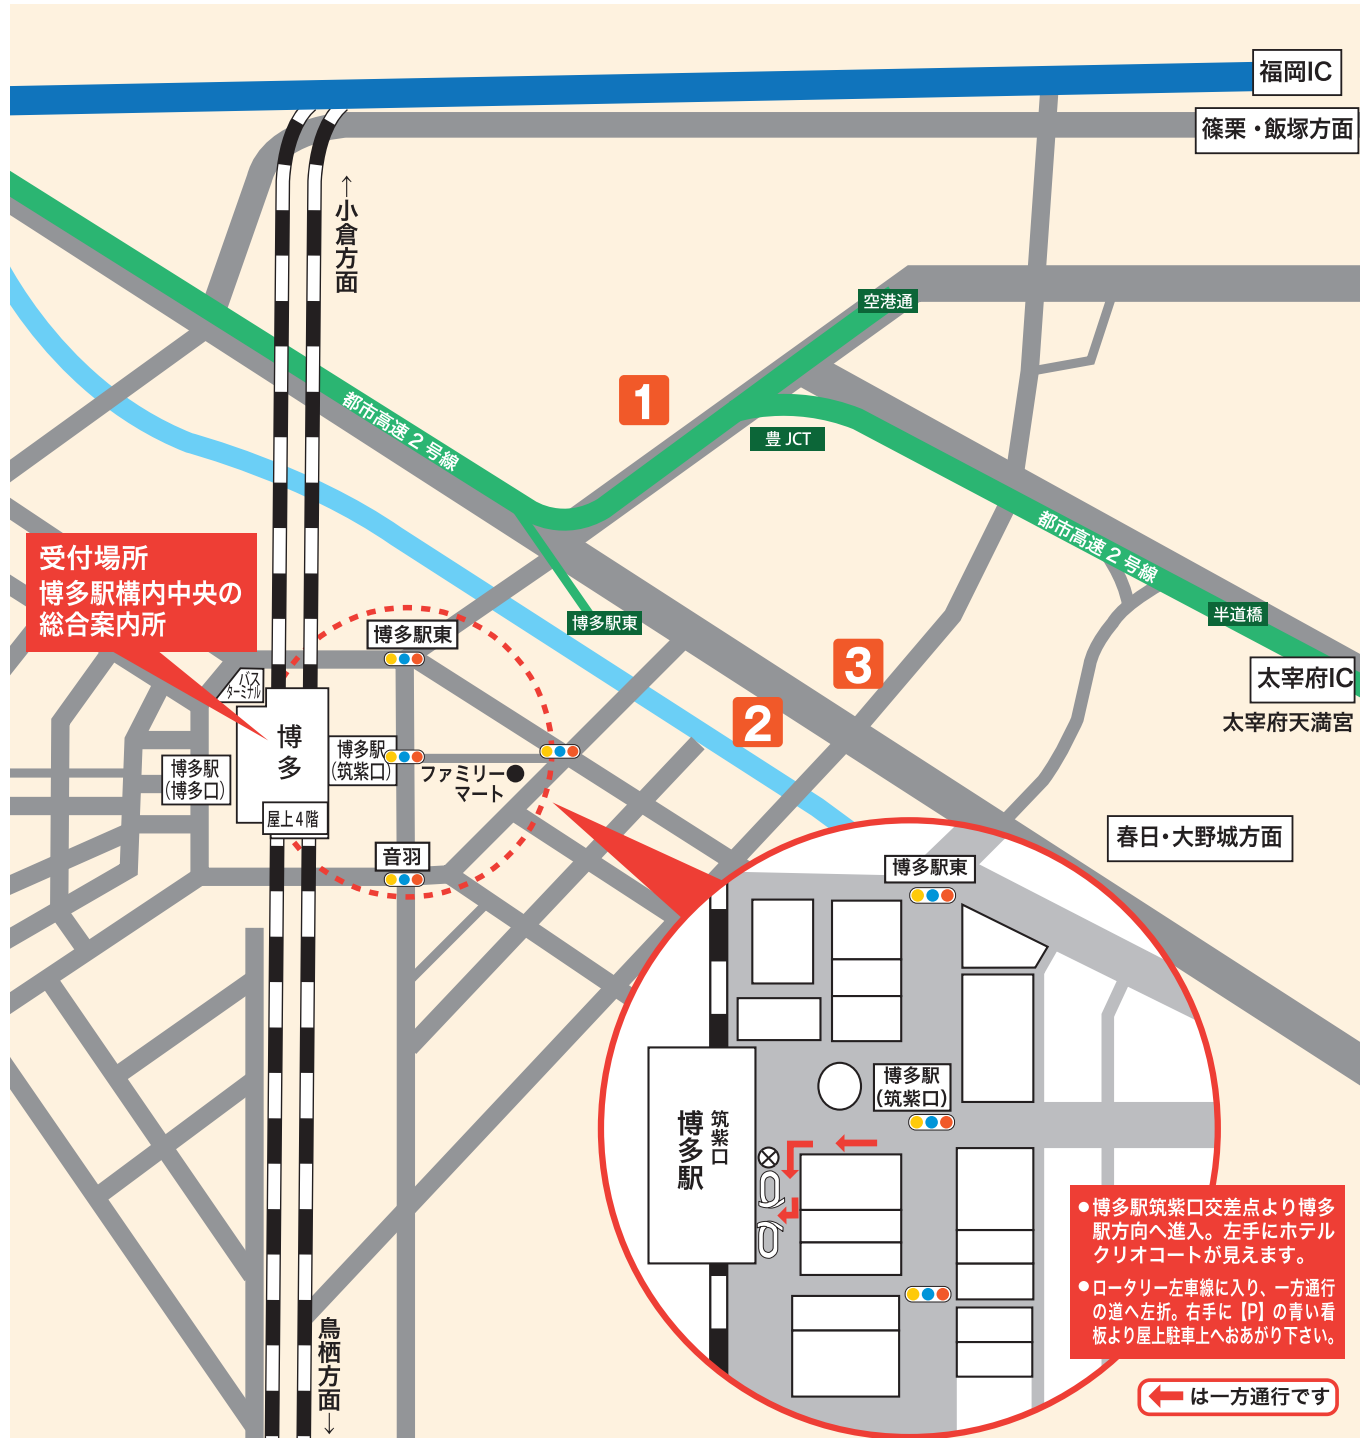 福岡IC
篠栗・飯塚方面
↑小倉方面
空港通
1
都市高速2号線
豊JCT
都市高速2号線
受付場所
博多駅構内中央の
総合案内所
博多駅東
半道橋
博多駅東
3
太宰府IC
太宰府天満宮
バス
ターミナル
2
博多
博多駅
(筑紫口)
博多駅
(博多口)
ファミリー
マート
屋上4階
音羽
春日・大野城方面
博多駅東
博多駅
(筑紫口)
筑紫口
博多駅
●博多駅筑紫口交差点より博多
駅方向へ進入。左手にホテル
クリオコートが見えます。
●ロータリー左車線に入り、一方通行
の道へ左折。右手に【P】の青い看
板より屋上駐車上へおあがり下さい。
鳥栖方面↓
←は一方通行です